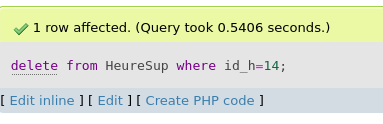 1 row affected. (Query took 0.5406 seconds.)
delete from HeureSup where id_h=14;
[ Edit inline ] [ Edit ] [ Create PHP code ]